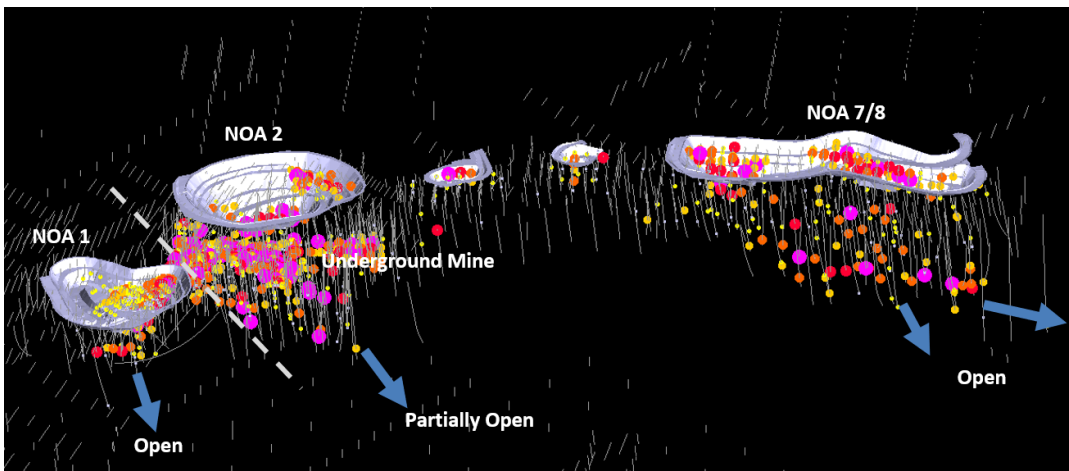 NOA 7/8
NOA 2
NOA 1
Underground Mine
Open
Partially Open
Open